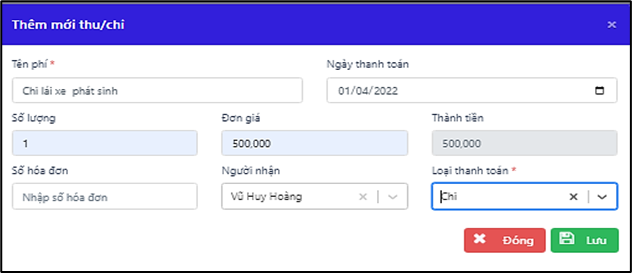 Thêm mới thu/chi ×
Tên phí * Ngày thanh toán
Chi lái xe phát sinh 01/04/2022
Số lượng Đơn giá Thành tiền
1 500,000 500,000
Số hóa đơn Người nhận Loại thanh toán *
Nhập số hóa đơn Vũ Huy Hoàng Chi
Đóng Lưu